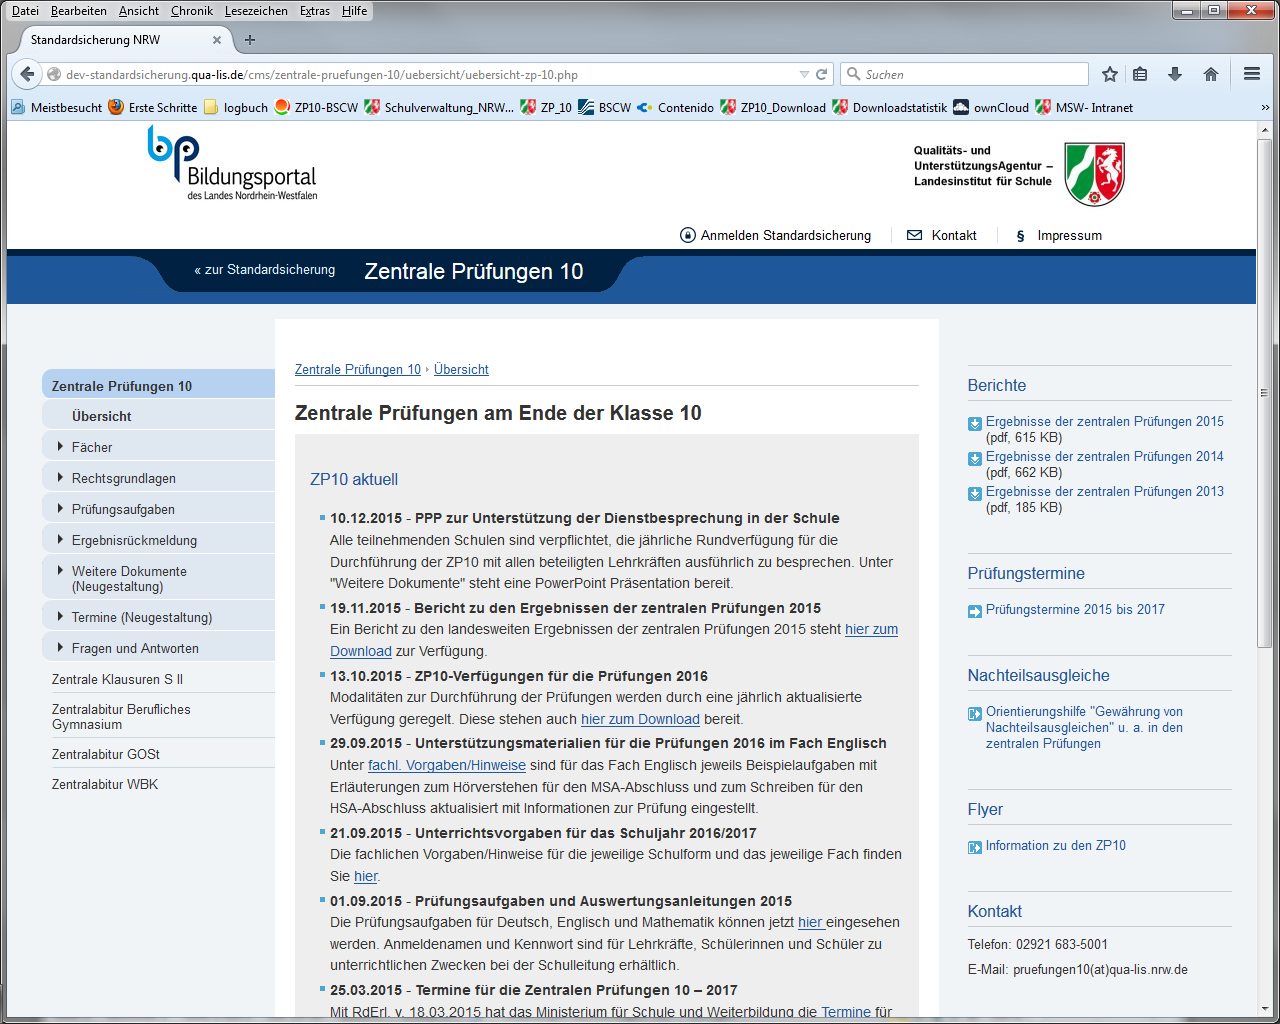 Datei Bearbeiten Ansicht Chronik Lesezeichen Extras Hilfe
Standardsicherung NRW
dev-standardsicherung.qua-lis.de/cms/zentrale-pruefungen-10/uebersicht/uebersicht-zp-10.php
Suchen
Meistbesucht Erste Schritte logbuch ZP10-BSCW Schulverwaltung_NRW... ZP_10 BSCW Contenido ZP10_Download Downloadstatistik ownCloud MSW- Intranet »
bp
Bildungsportal
des Landes Nordrhein-Westfalen
Qualitäts- und
UnterstützungsAgentur –
Landesinstitut für Schule
Anmelden Standardsicherung
Kontakt
§ Impressum
« zur Standardsicherung
Zentrale Prüfungen 10
Zentrale Prüfungen 10
Übersicht
Fächer
Rechtsgrundlagen
Prüfungsaufgaben
Ergebnisrückmeldung
Weitere Dokumente
(Neugestaltung)
Termine (Neugestaltung)
Fragen und Antworten
Zentrale Klausuren S II
Zentralabitur Berufliches
Gymnasium
Zentralabitur GOSt
Zentralabitur WBK
Zentrale Prüfungen 10 Übersicht
Zentrale Prüfungen am Ende der Klasse 10
ZP10 aktuell
10.12.2015 - PPP zur Unterstützung der Dienstbesprechung in der Schule
Alle teilnehmenden Schulen sind verpflichtet, die jährliche Rundverfügung für die
Durchführung der ZP10 mit allen beteiligten Lehrkräften ausführlich zu besprechen. Unter
"Weitere Dokumente" steht eine PowerPoint Präsentation bereit.
19.11.2015 - Bericht zu den Ergebnissen der zentralen Prüfungen 2015
Ein Bericht zu den landesweiten Ergebnissen der zentralen Prüfungen 2015 steht hier zum
Download zur Verfügung.
13.10.2015 - ZP10-Verfügungen für die Prüfungen 2016
Modalitäten zur Durchführung der Prüfungen werden durch eine jährlich aktualisierte
Verfügung geregelt. Diese stehen auch hier zum Download bereit.
29.09.2015 - Unterstützungsmaterialien für die Prüfungen 2016 im Fach Englisch
Unter fachl. Vorgaben/Hinweise sind für das Fach Englisch jeweils Beispielaufgaben mit
Erläuterungen zum Hörverstehen für den MSA-Abschluss und zum Schreiben für den
HSA-Abschluss aktualisiert mit Informationen zur Prüfung eingestellt.
21.09.2015 - Unterrichtsvorgaben für das Schuljahr 2016/2017
Die fachlichen Vorgaben/Hinweise für die jeweilige Schulform und das jeweilige Fach finden
Sie hier.
01.09.2015 - Prüfungsaufgaben und Auswertungsanleitungen 2015
Die Prüfungsaufgaben für Deutsch, Englisch und Mathematik können jetzt hier eingesehen
werden. Anmeldenamen und Kennwort sind für Lehrkräfte, Schülerinnen und Schüler zu
unterrichtlichen Zwecken bei der Schulleitung erhältlich.
25.03.2015 - Termine für die Zentralen Prüfungen 10 – 2017
Mit RdErl. v. 18.03.2015 hat das Ministerium für Schule und Weiterbildung die Termine für
Berichte
Ergebnisse der zentralen Prüfungen 2015
(pdf, 615 KB)
Ergebnisse der zentralen Prüfungen 2014
(pdf, 662 KB)
Ergebnisse der zentralen Prüfungen 2013
(pdf, 185 KB)
Prüfungstermine
Prüfungstermine 2015 bis 2017
Nachteilsausgleiche
Orientierungshilfe "Gewährung von
Nachteilsausgleichen" u. a. in den
zentralen Prüfungen
Flyer
Information zu den ZP10
Kontakt
Telefon: 02921 683-5001
E-Mail: pruefungen10(at)qua-lis.nrw.de